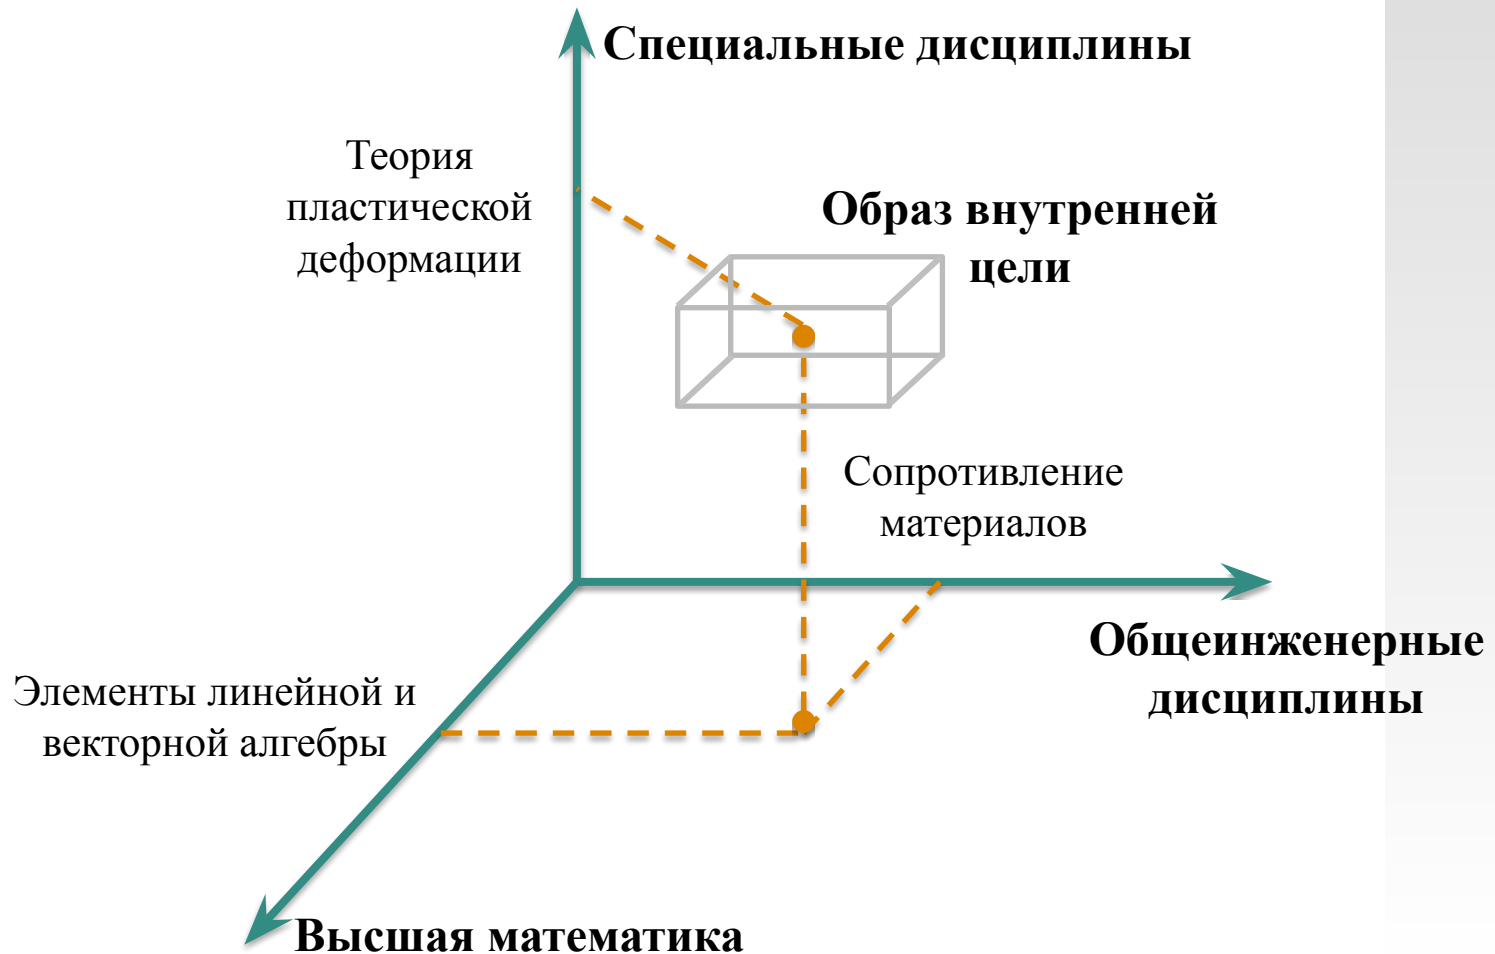 Специальные дисциплины
Теория
пластической
деформации
Образ внутренней
цели
Сопротивление
материалов
Общеинженерные
дисциплины
Элементы линейной и
векторной алгебры
Высшая математика